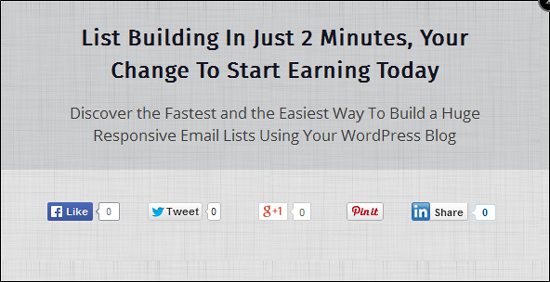 List Building In Just 2 Minutes, Your
Change To Start Earning Today
Discover the Fastest and the Easiest Way To Build a Huge
Responsive Email Lists Using Your WordPress Blog
f Like 0 Tweet 0 g+1 0 Pin it in Share 0